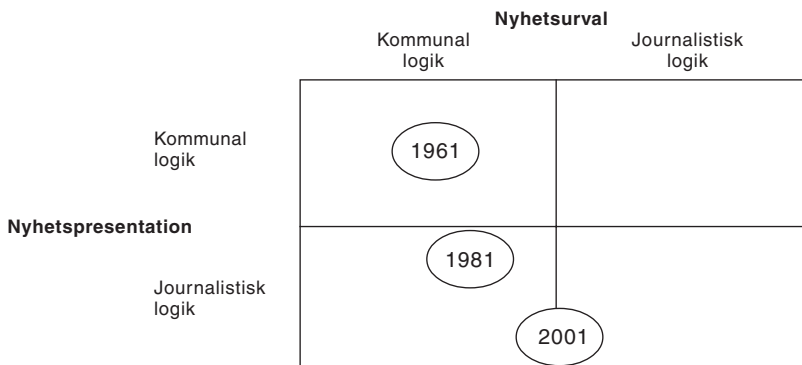 Nyhetsurval
Kommunal
logik
Journalistisk
logik
Kommunal
logik
1961
Nyhetspresentation
1981
Journalistisk
logik
2001